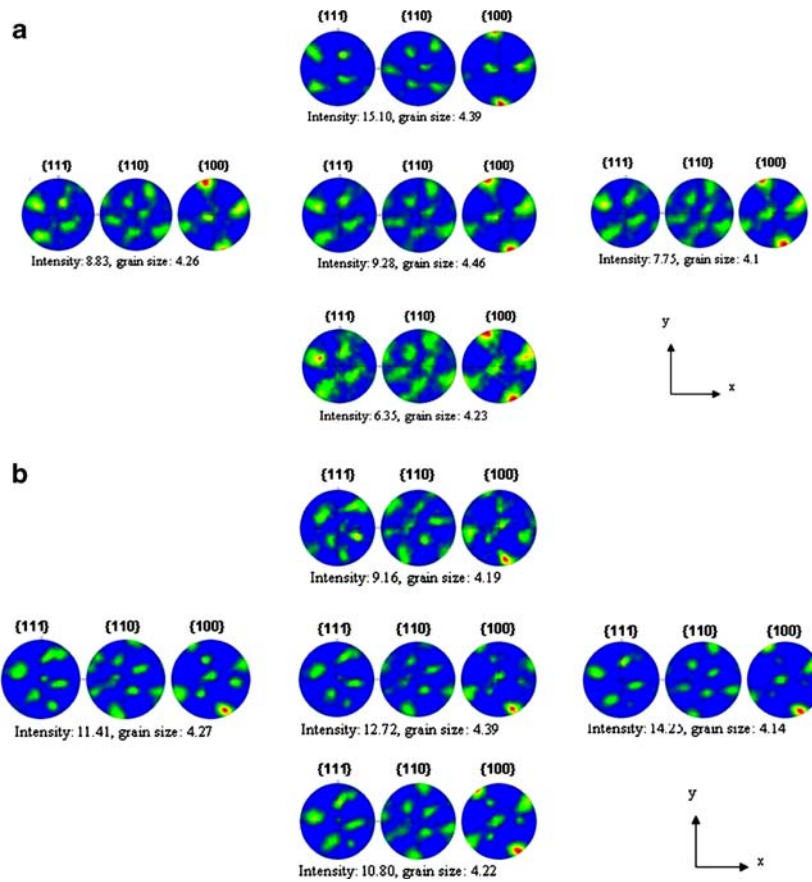 a
{111} {110} {100}
Intensity: 15.10, grain size: 4.39
{111} {110} {100} {111} {110} {100} {111} {110} {100}
Intensity: 8.83, grain size: 4.26 Intensity: 9.28, grain size: 4.46 Intensity: 7.75, grain size: 4.1
y
x
Intensity: 6.35, grain size: 4.23
b
{111} {110} {100}
Intensity: 9.16, grain size: 4.19
{111} {110} {100} {111} {110} {100} {111} {110} {100}
Intensity: 11.41, grain size: 4.27 Intensity: 12.72, grain size: 4.39 Intensity: 14.25, grain size: 4.14
{111} {110} {100}
y
x
Intensity: 10.80, grain size: 4.22